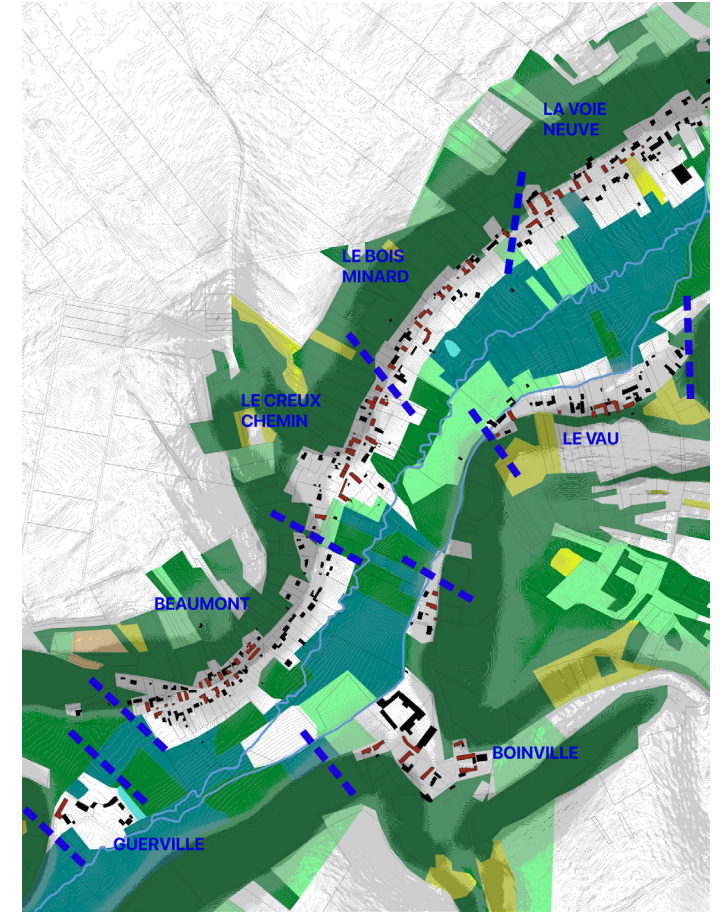 LA VOIE
NEUVE
LE BOIS
MINARD
LE CREUX
CHEMIN
LE VAU
BEAUMONT
BOINVILLE
GUERVILLE